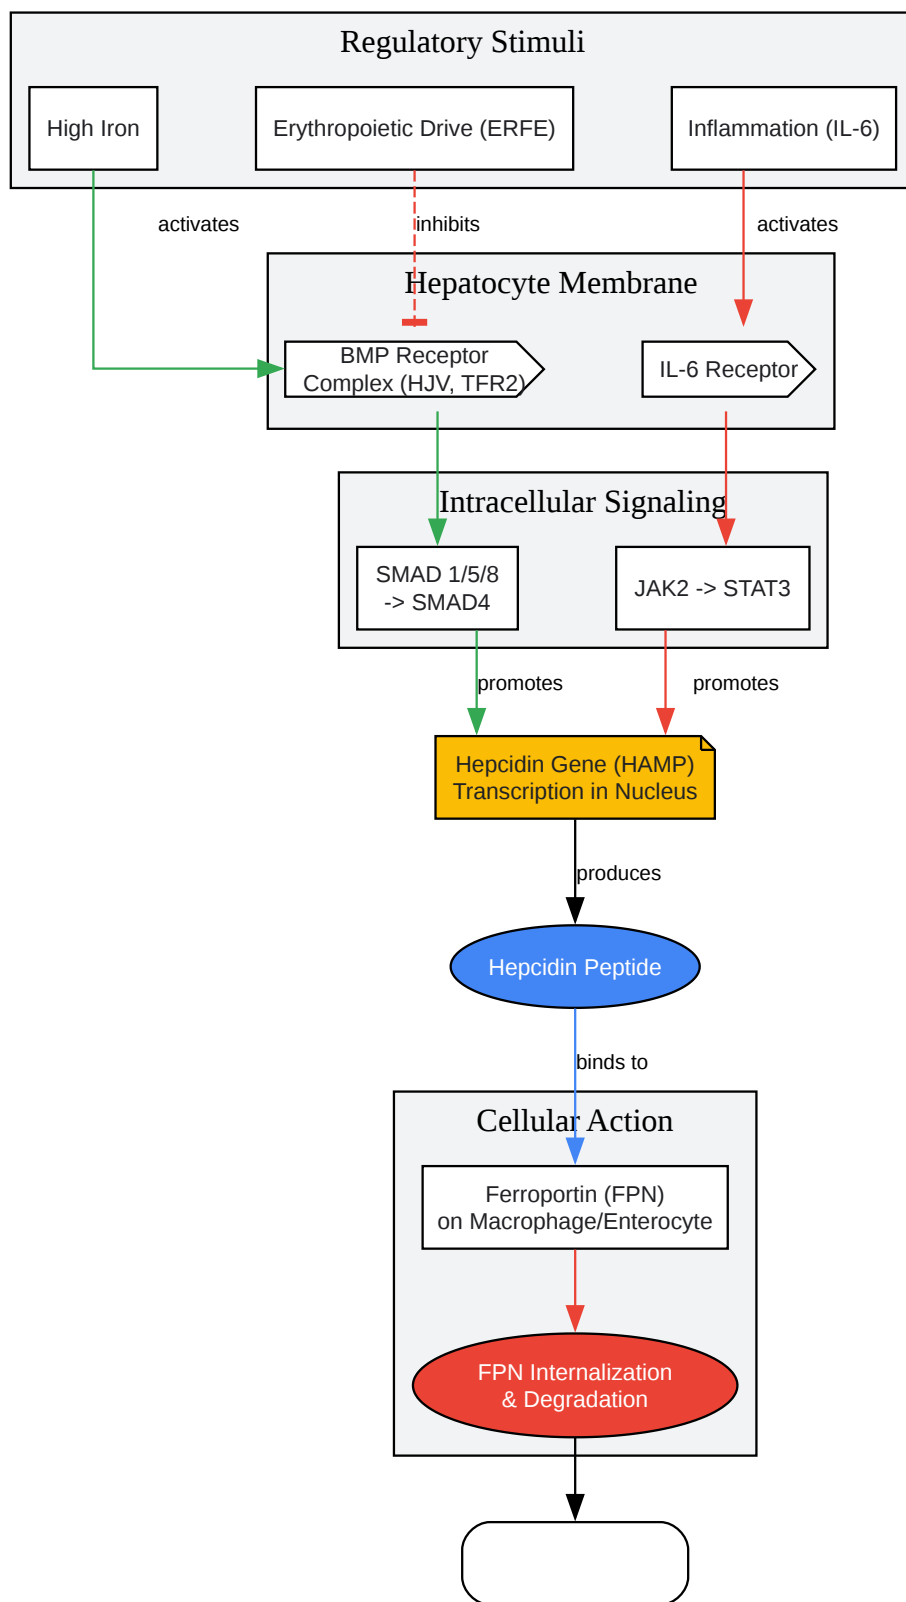 Regulatory Stimuli
High Iron
Erythropoietic Drive (ERFE)
Inflammation (IL-6)
activates
inhibits
activates
Hepatocyte Membrane
BMP Receptor
Complex (HJV, TFR2)
IL-6 Receptor
Intracellular Signaling
SMAD 1/5/8
-> SMAD4
JAK2 -> STAT3
promotes
promotes
Hepcidin Gene (HAMP)
Transcription in Nucleus
produces
Hepcidin Peptide
binds to
Cellular Action
Ferroportin (FPN)
on Macrophage/Enterocyte
FPN Internalization
& Degradation